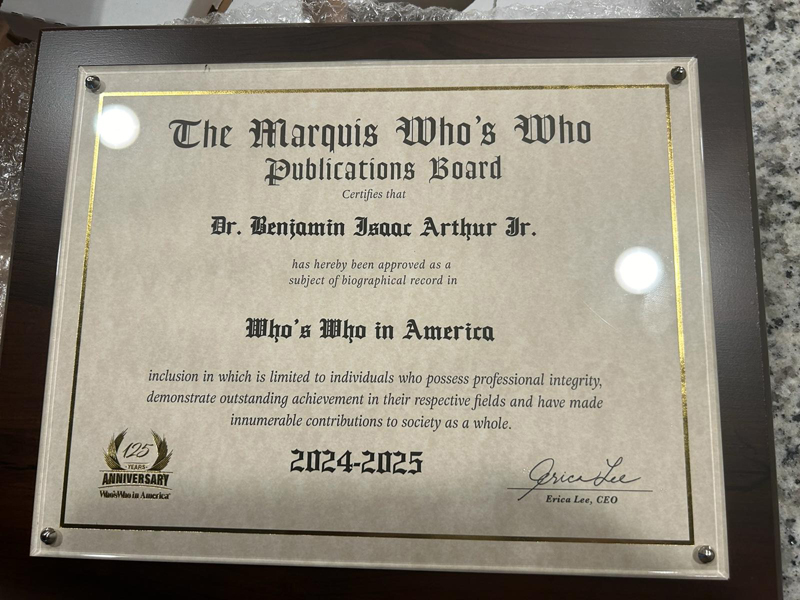 The Marquis Who's Who
Publications Board
Certifies that
Dr. Benjamin Isaac Arthur Jr.
has hereby been approved as a
subject of biographical record in
Who's Who in America
inclusion in which is limited to individuals who possess professional integrity,
demonstrate outstanding achievement in their respective fields and have made
innumerable contributions to society as a whole.
2024-2025
125
YEARS
ANNIVERSARY
Who's Who in America
Erica Lee
Erica Lee, CEO